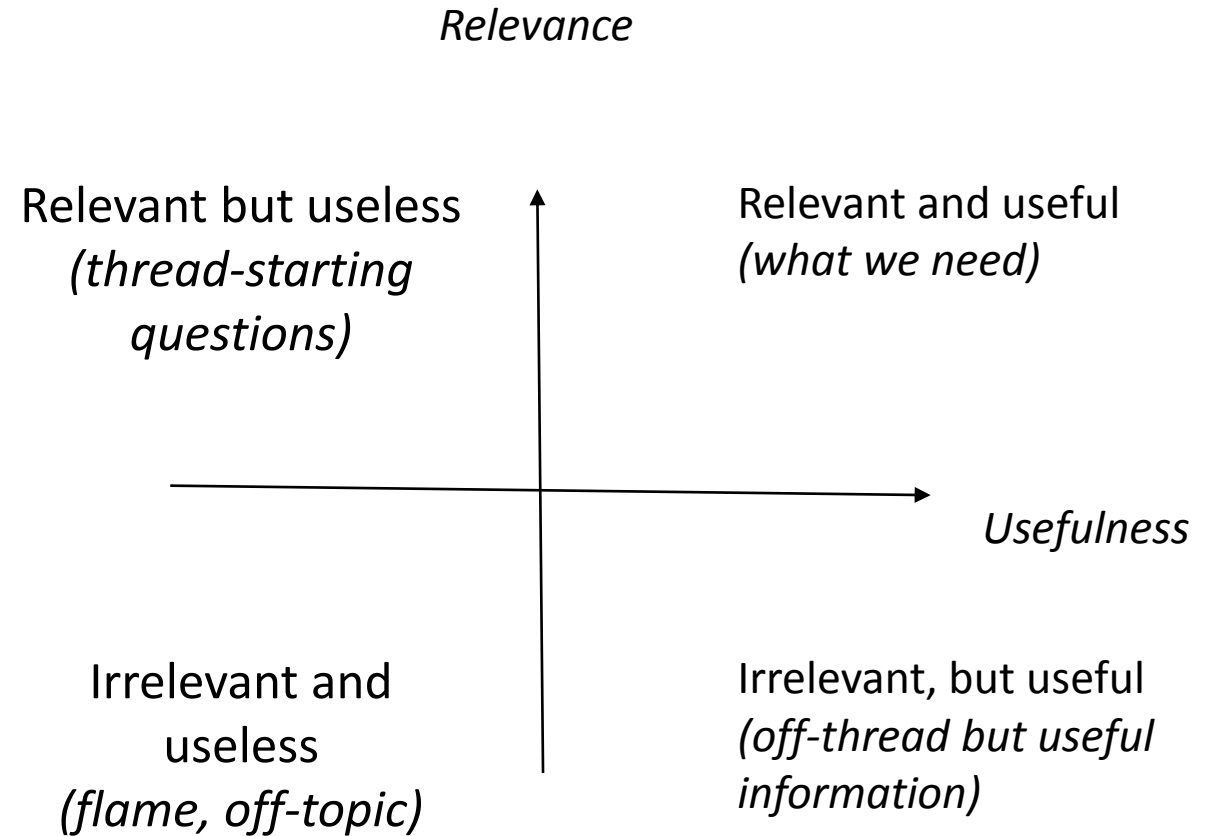 Relevance
Relevant but useless
(thread-starting
questions)
Relevant and useful
(what we need)
Usefulness
Irrelevant and
useless
(flame, off-topic)
Irrelevant, but useful
(off-thread but useful
information)